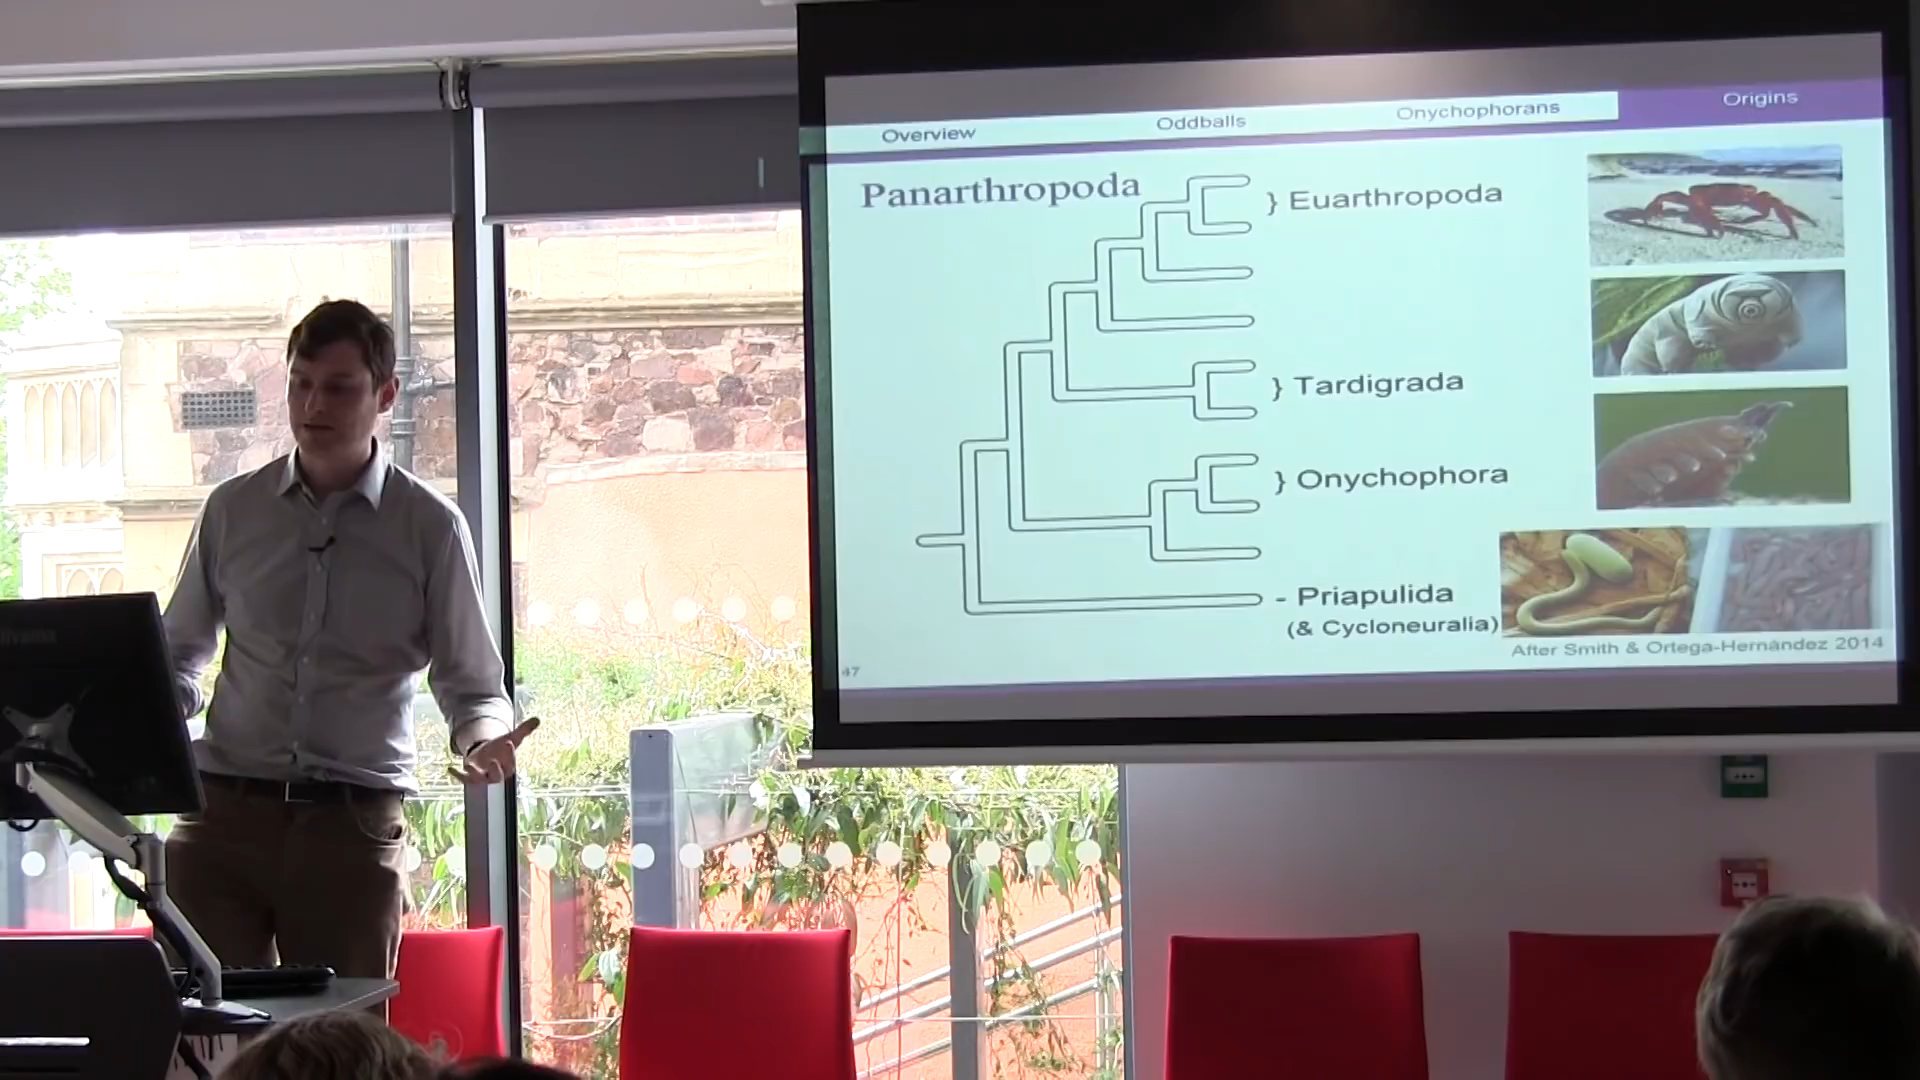 Overview
Oddballs
Onychophorans
Origins
Panarthropoda
} Euarthropoda
} Tardigrada
} Onychophora
- Priapulida
(& Cycloneuralia)
After Smith & Ortega-Hernández 2014
47